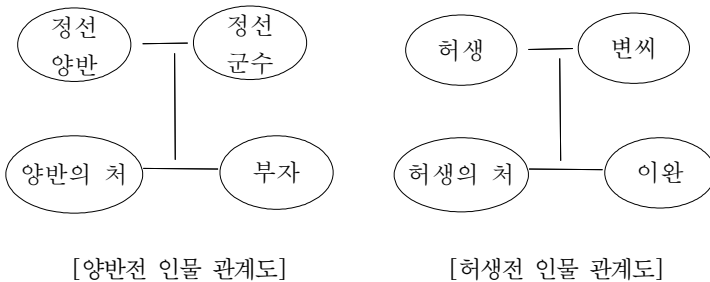 정선
양반
정선
군수
허생
변씨
양반의 처
부자
허생의 처
이완
[양반전 인물 관계도]
[허생전 인물 관계도]